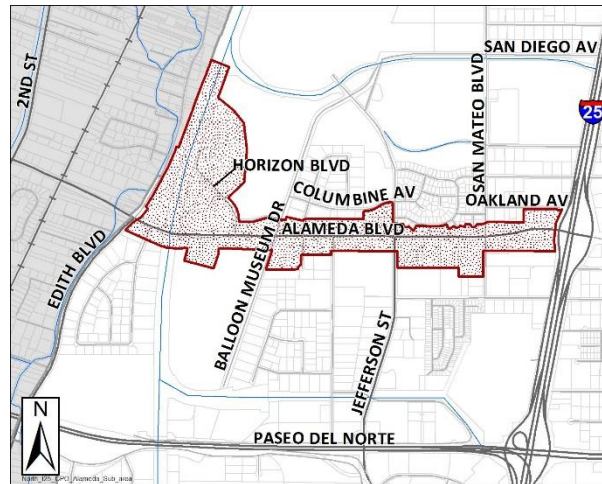 SAN DIEGO AV
2ND ST
SAN MATEO BLVD
25
HORIZON BLVD
COLUMBINE AV
OAKLAND AV
ALAMEDA BLVD
EDITH BLVD
BALLOON MUSEUM DR
JEFFERSON ST
N
PASEO DEL NORTE
North_I25_CPO_Alameda_Sub_area